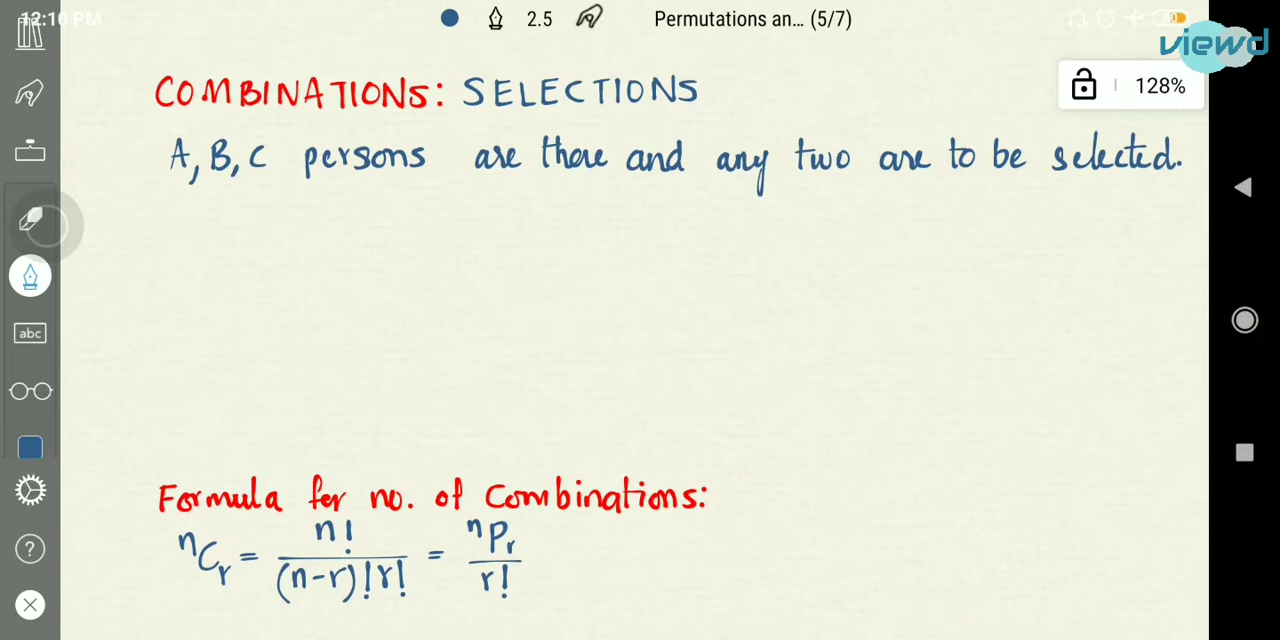 12:10 PM
2.5
Permutations an... (5/7)
viewd
128%
COMBINATIONS: SELECTIONS
A, B, C persons are there and any two are to be selected.
abc
Formula for no. of Combinations:
ⁿCᵣ = n! / (n-r)! r! = ⁿPᵣ / r!
?